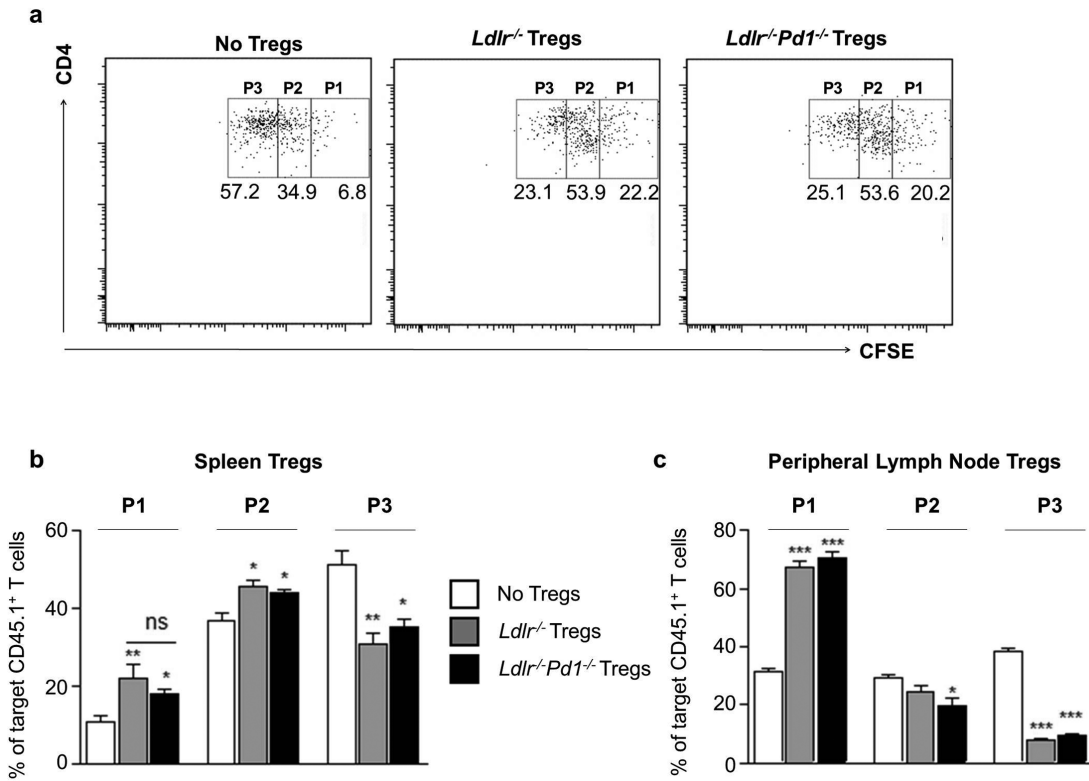 a
No Tregs
Ldlr-/- Tregs
Ldlr-/-Pd1-/- Tregs
CD4
P3 P2 P1
57.2 34.9 6.8
P3 P2 P1
23.1 53.9 22.2
P3 P2 P1
25.1 53.6 20.2
CFSE
b
Spleen Tregs
P1 P2 P3
% of target CD45.1+ T cells
60
40
20
0
** ns *
* *
** *
No Tregs
Ldlr-/- Tregs
Ldlr-/-Pd1-/- Tregs
c
Peripheral Lymph Node Tregs
P1 P2 P3
% of target CD45.1+ T cells
80
60
40
20
0
*** ***
*
*** ***